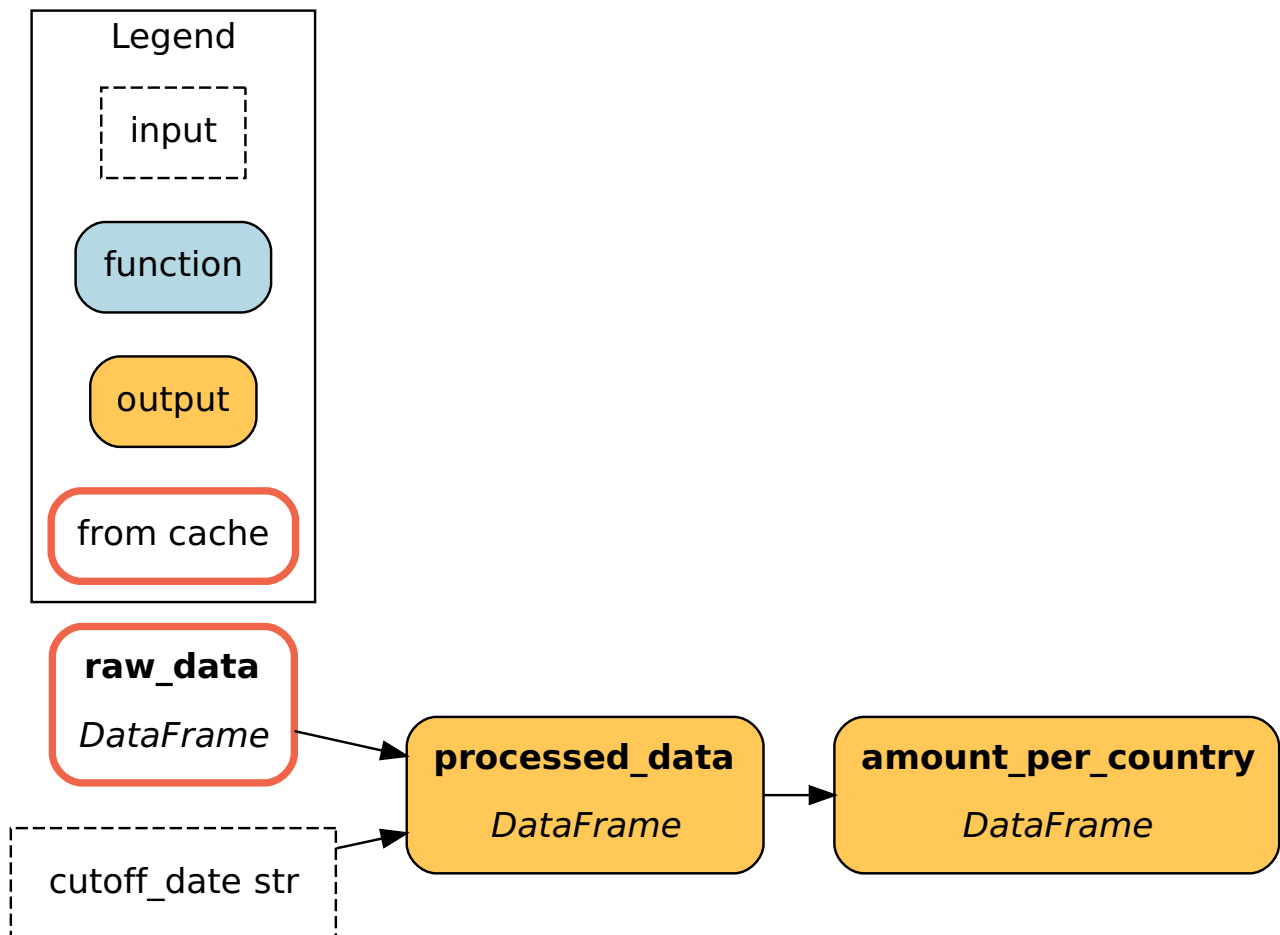 Legend
input
function
output
from cache
raw_data
DataFrame
cutoff_date str
processed_data
DataFrame
amount_per_country
DataFrame